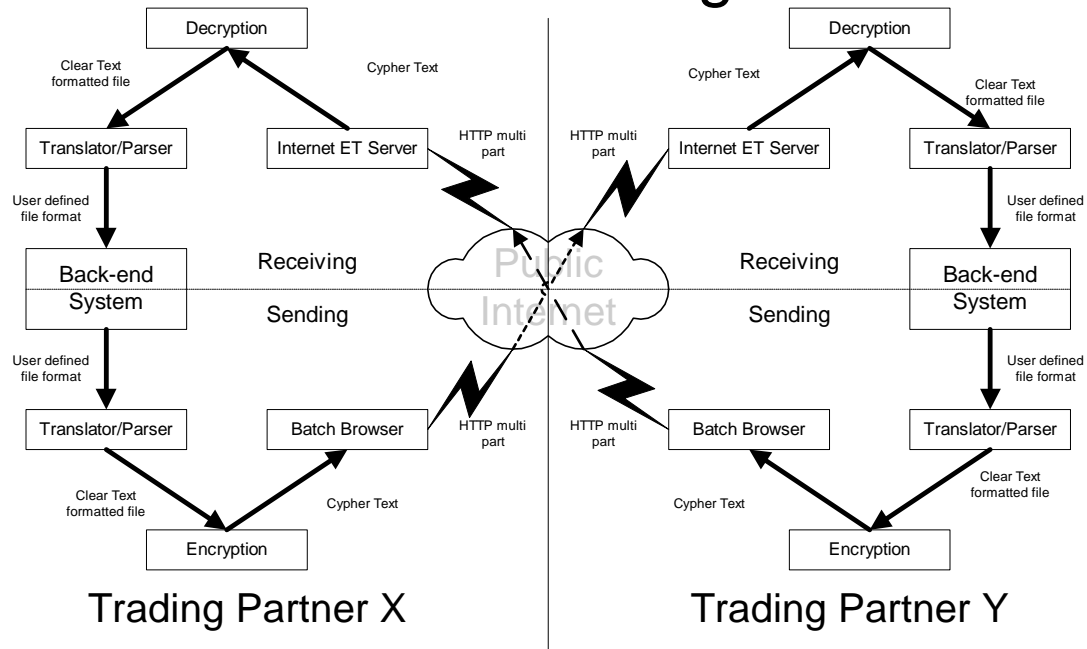 Decryption
Clear Text
formatted file
Cypher Text
Translator/Parser
Internet ET Server
HTTP multi
part
User defined
file format
Back-end
System
Receiving
Sending
User defined
file format
Translator/Parser
Batch Browser
HTTP multi
part
Clear Text
formatted file
Cypher Text
Encryption
Trading Partner X
Public
Internet
Decryption
Cypher Text
Clear Text
formatted file
HTTP multi
part
Internet ET Server
Translator/Parser
User defined
file format
Receiving
Sending
Back-end
System
User defined
file format
HTTP multi
part
Batch Browser
Translator/Parser
Cypher Text
Clear Text
formatted file
Encryption
Trading Partner Y